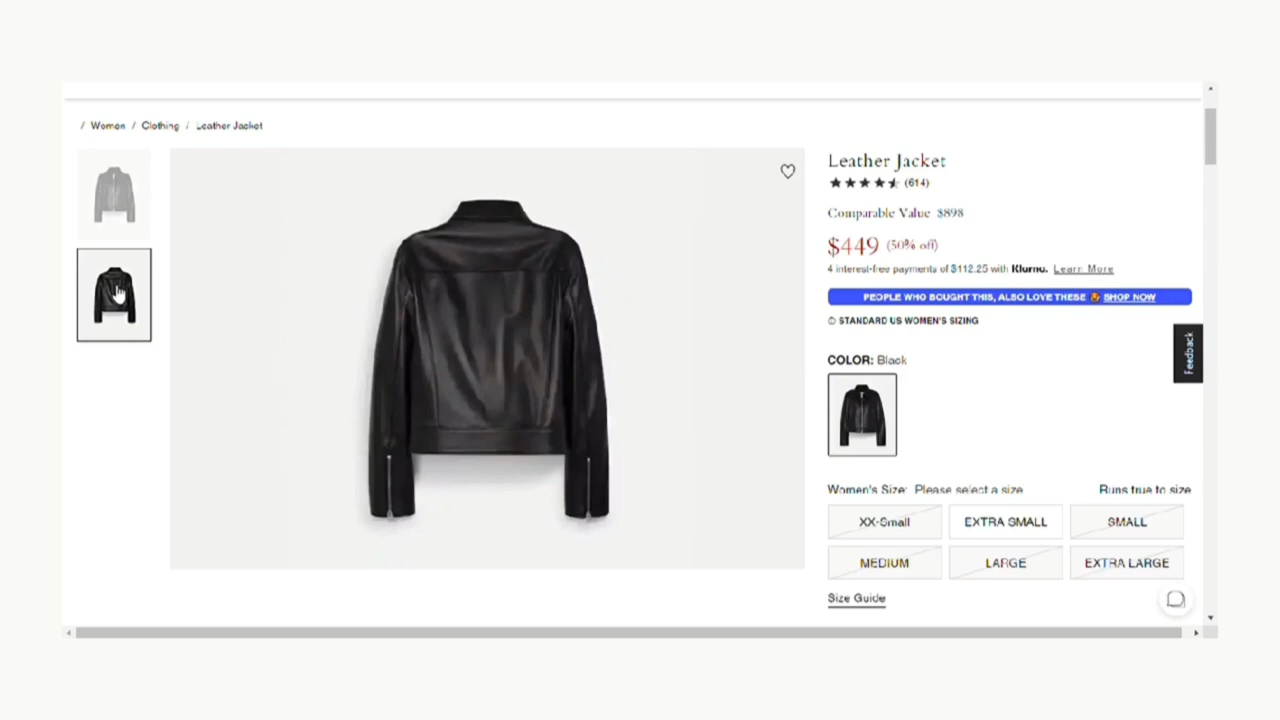 / Women / Clothing / Leather Jacket
Leather Jacket
(614)
Comparable Value $898
$449 (50% off)
4 interest-free payments of $112.25 with Klarna. Learn More
PEOPLE WHO BOUGHT THIS, ALSO LOVE THESE SHOP NOW
STANDARD US WOMEN'S SIZING
Feedback
COLOR: Black
Women's Size: Please select a size Runs true to size
XX-Small EXTRA SMALL SMALL
MEDIUM LARGE EXTRA LARGE
Size Guide